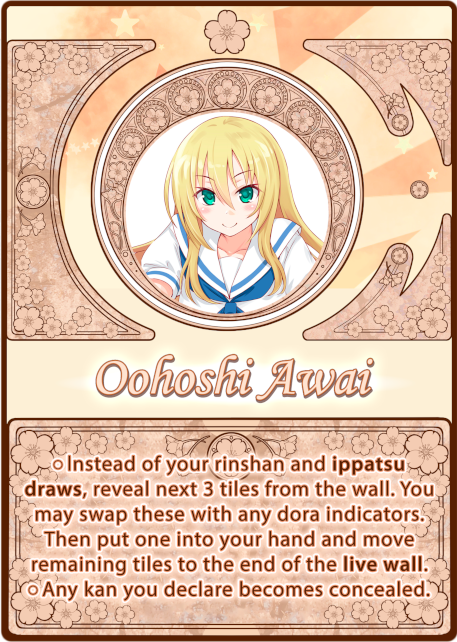 Oohoshi Awai
○Instead of your rinshan and ippatsu
draws, reveal next 3 tiles from the wall. You
may swap these with any dora indicators.
Then put one into your hand and move
remaining tiles to the end of the live wall.
○Any kan you declare becomes concealed.